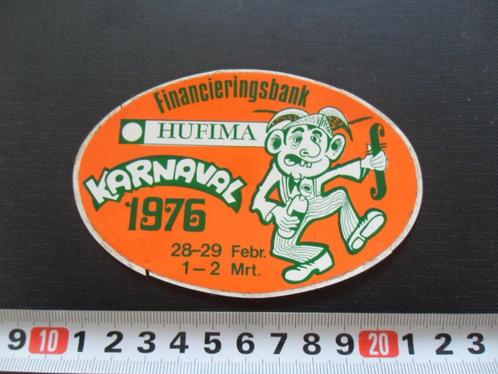 Financieringsbank
HUFIMA
KARNAVAL
1976
28-29 Febr.
1-2 Mrt.
9 10 1 2 3 4 5 6 7 8 9 20 1 2 3 4